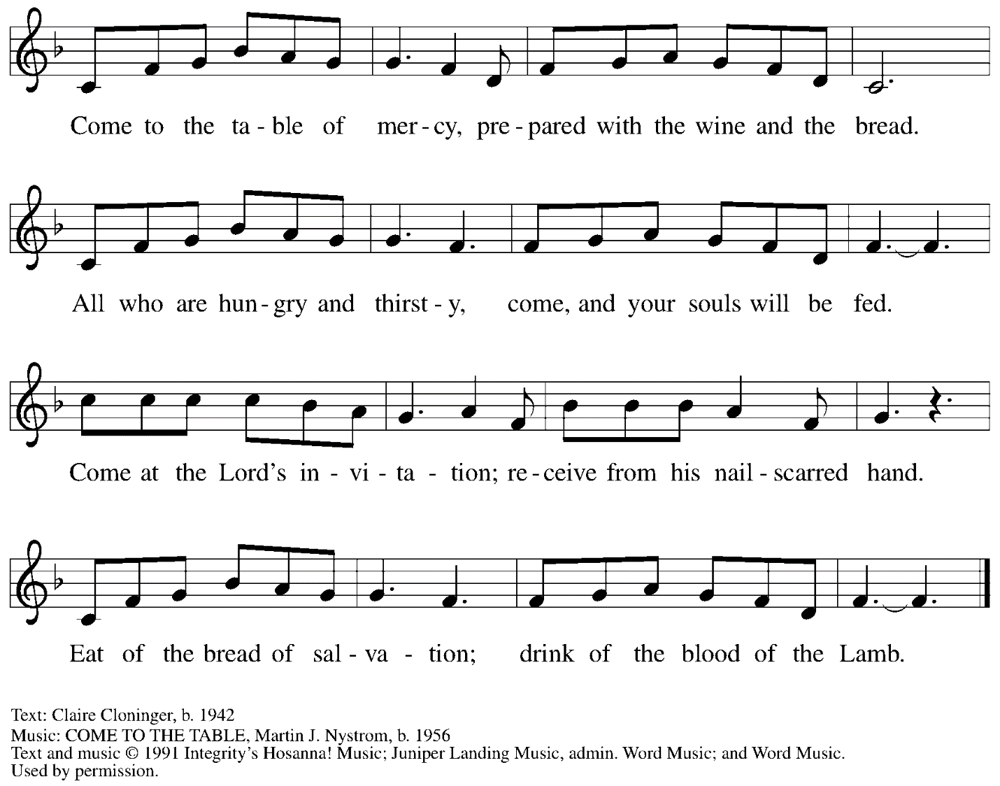 Come to the ta - ble of mer - cy, pre - pared with the wine and the bread.
All who are hun - gry and thirst - y, come, and your souls will be fed.
Come at the Lord's in - vi - ta - tion; re - ceive from his nail - scarred hand.
Eat of the bread of sal - va - tion; drink of the blood of the Lamb.
Text: Claire Cloninger, b. 1942
Music: COME TO THE TABLE, Martin J. Nystrom, b. 1956
Text and music © 1991 Integrity's Hosanna! Music; Juniper Landing Music, admin. Word Music; and Word Music.
Used by permission.